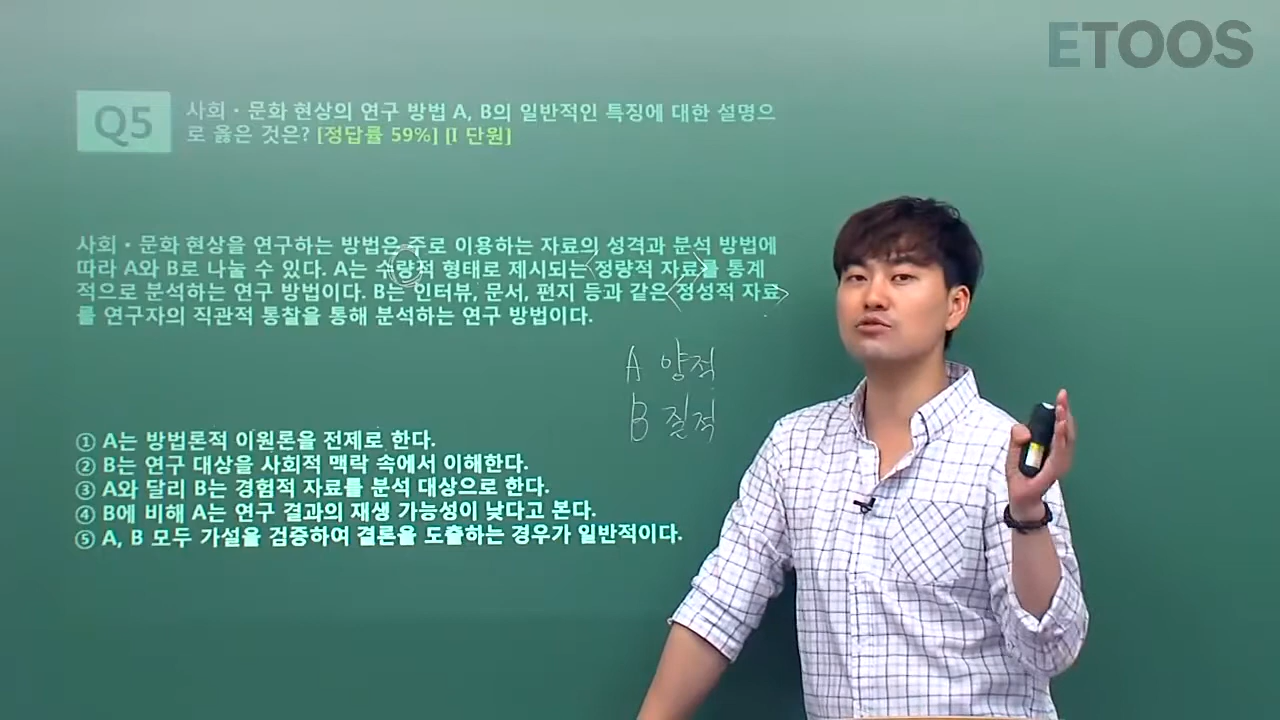 ETOOS
Q5
사회·문화 현상의 연구 방법 A, B의 일반적인 특징에 대한 설명으
로 옳은 것은? [정답률 59%] [I 단원]
사회·문화 현상을 연구하는 방법은 주로 이용하는 자료의 성격과 분석 방법에
따라 A와 B로 나눌 수 있다. A는 수량적 형태로 제시되는 정량적 자료를 통계
적으로 분석하는 연구 방법이다. B는 인터뷰, 문서, 편지 등과 같은 정성적 자료
를 연구자의 직관적 통찰을 통해 분석하는 연구 방법이다.
A 양적
B 질적
① A는 방법론적 이원론을 전제로 한다.
② B는 연구 대상을 사회적 맥락 속에서 이해한다.
③ A와 달리 B는 경험적 자료를 분석 대상으로 한다.
④ B에 비해 A는 연구 결과의 재생 가능성이 낮다고 본다.
⑤ A, B 모두 가설을 검증하여 결론을 도출하는 경우가 일반적이다.